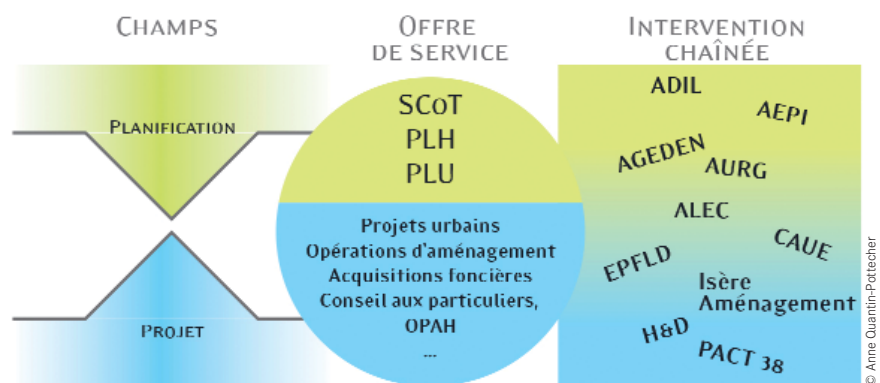 CHAMPS
OFFRE
DE SERVICE
INTERVENTION
CHAÎNÉE
PLANIFICATION
PROJET
SCoT
PLH
PLU
Projets urbains
Opérations d'aménagement
Acquisitions foncières
Conseil aux particuliers,
OPAH
...
ADIL
AEPI
AGEDEN
AURG
ALEC
CAUE
EPFLD
Isère
Aménagement
H&D
PACT 38
© Anne Quantin-Pottecher